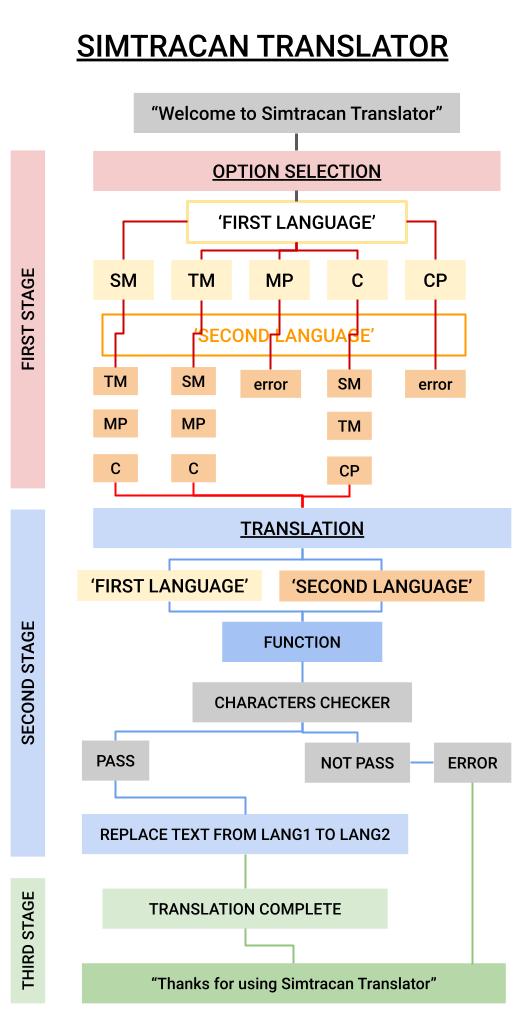 SIMTRACAN TRANSLATOR
“Welcome to Simtracan Translator”
FIRST STAGE
OPTION SELECTION
‘FIRST LANGUAGE’
SM TM MP C CP
‘SECOND LANGUAGE’
TM SM error SM error
MP MP TM
C C CP
SECOND STAGE
TRANSLATION
‘FIRST LANGUAGE’ ‘SECOND LANGUAGE’
FUNCTION
CHARACTERS CHECKER
PASS NOT PASS ERROR
REPLACE TEXT FROM LANG1 TO LANG2
THIRD STAGE
TRANSLATION COMPLETE
“Thanks for using Simtracan Translator”